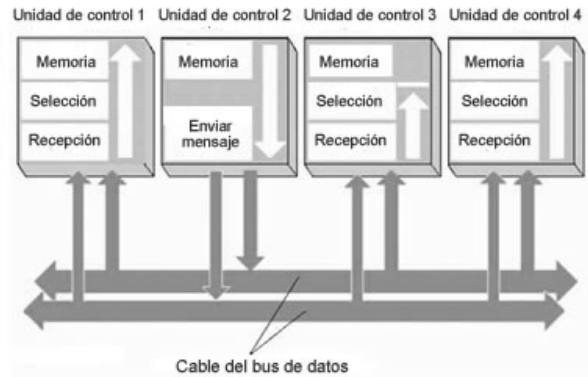 Unidad de control 1 Unidad de control 2 Unidad de control 3 Unidad de control 4
Memoria
Selección
Recepción
Memoria
Enviar
mensaje
Memoria
Selección
Recepción
Memoria
Selección
Recepción
Cable del bus de datos